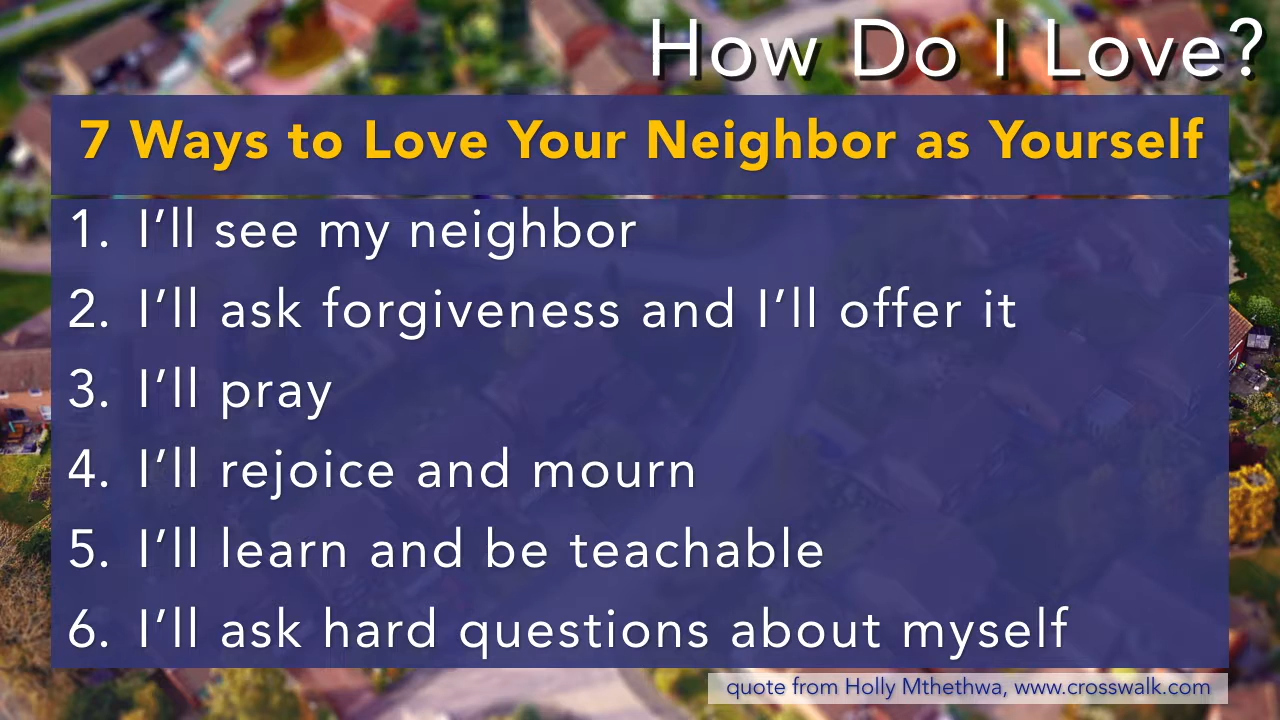 How Do I Love?
7 Ways to Love Your Neighbor as Yourself
1. I’ll see my neighbor
2. I’ll ask forgiveness and I’ll offer it
3. I’ll pray
4. I’ll rejoice and mourn
5. I’ll learn and be teachable
6. I’ll ask hard questions about myself
quote from Holly Mthethwa, www.crosswalk.com